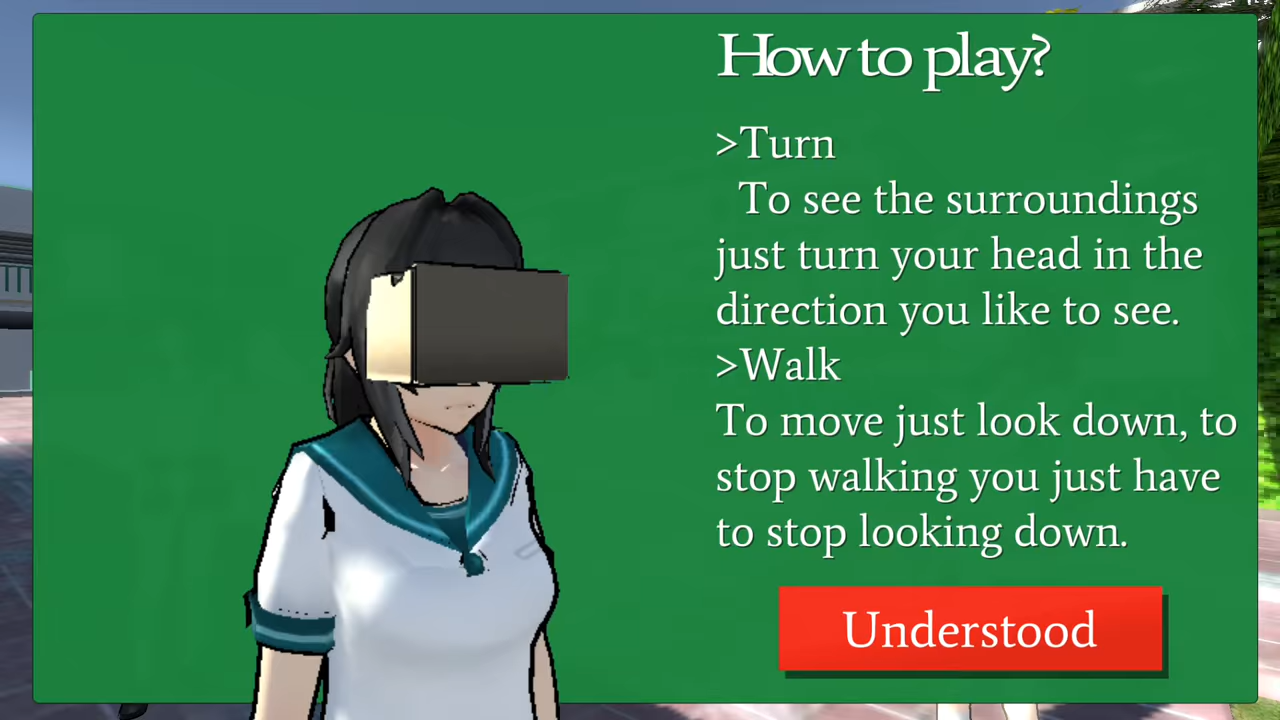 How to play?
>Turn
To see the surroundings
just turn your head in the
direction you like to see.
>Walk
To move just look down, to
stop walking you just have
to stop looking down.
Understood